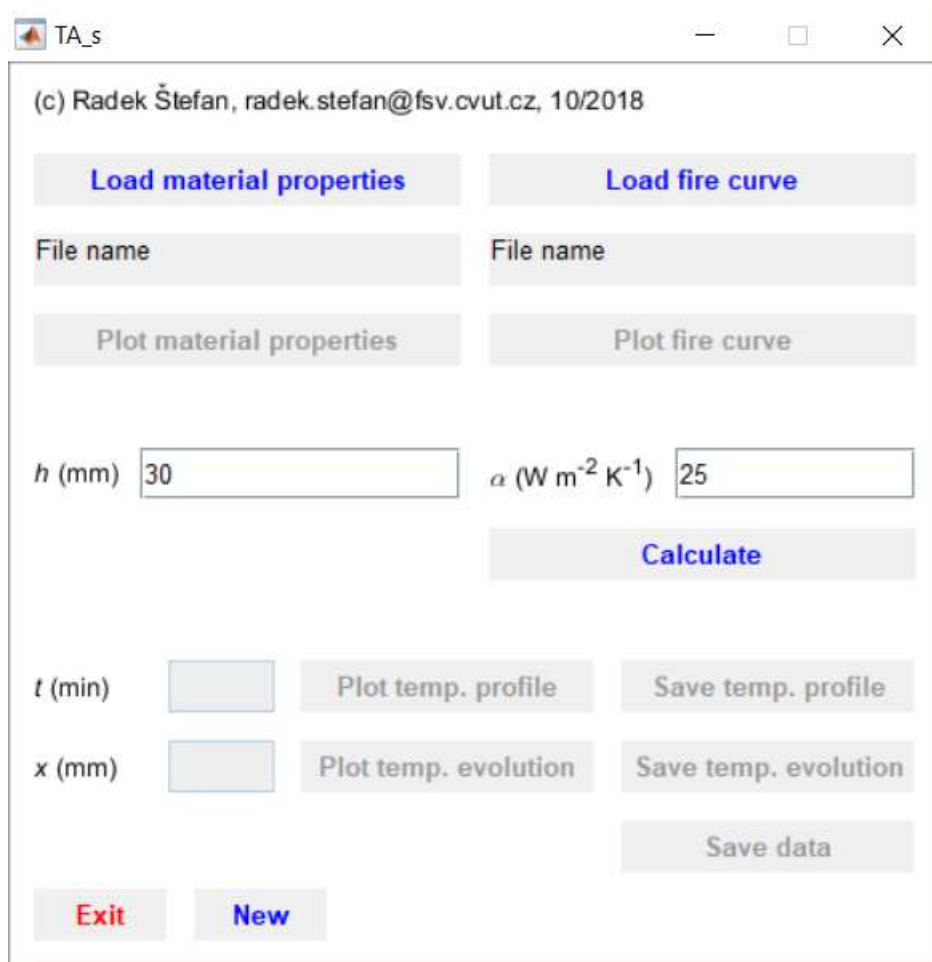 TA_s
(c) Radek Štefan, radek.stefan@fsv.cvut.cz, 10/2018
Load material properties Load fire curve
File name File name
Plot material properties Plot fire curve
h (mm) 30 α (W m⁻² K⁻¹) 25
Calculate
t (min) Plot temp. profile Save temp. profile
x (mm) Plot temp. evolution Save temp. evolution
Save data
Exit New